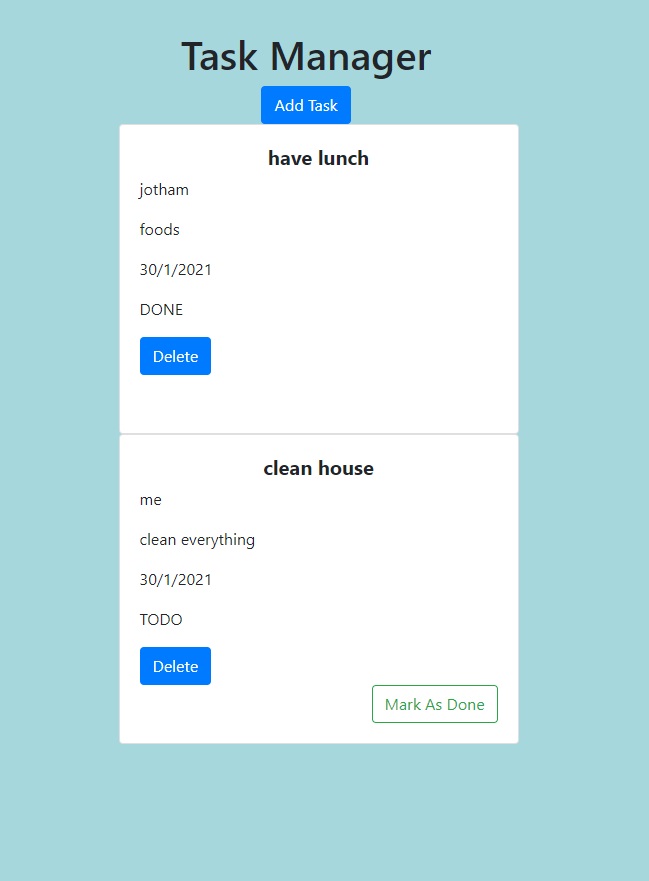 Task Manager
Add Task
have lunch
jotham
foods
30/1/2021
DONE
Delete
clean house
me
clean everything
30/1/2021
TODO
Delete
Mark As Done